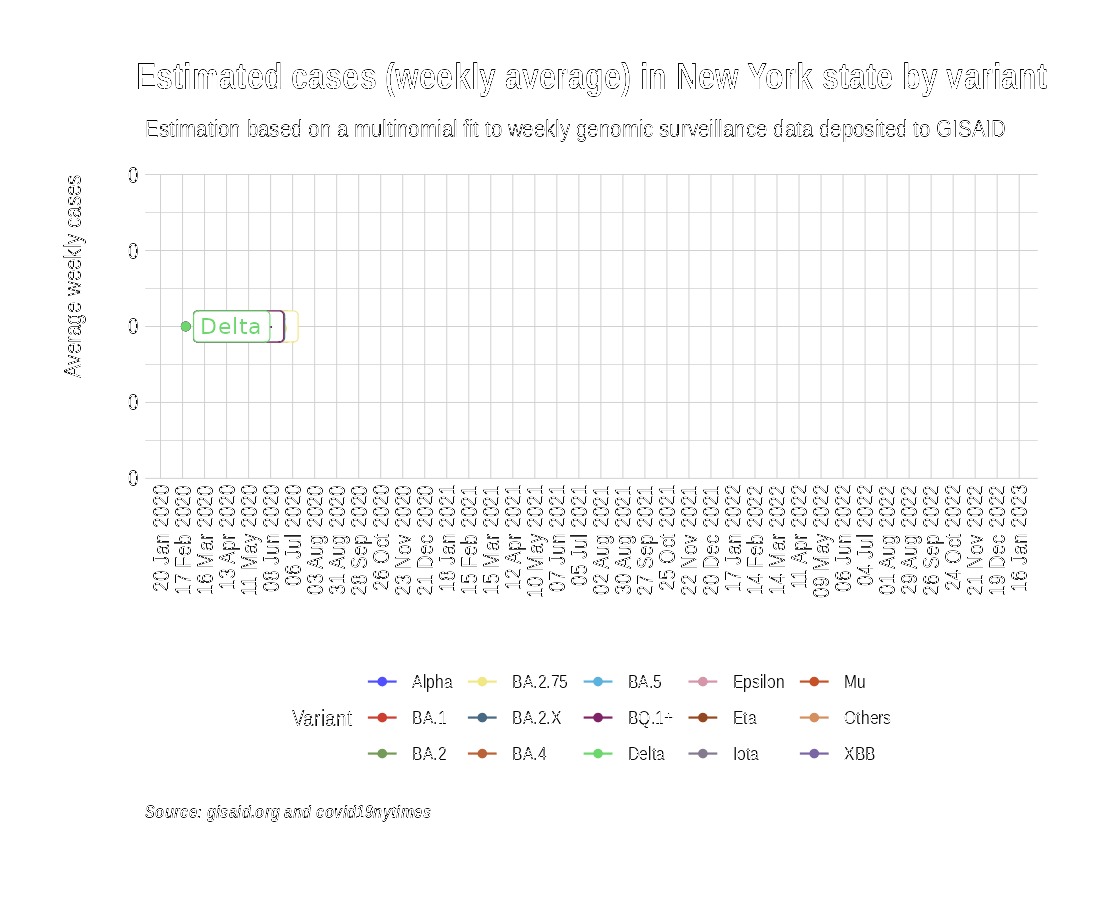 Estimated cases (weekly average) in New York state by variant
Estimation based on a multinomial fit to weekly genomic surveillance data deposited to GISAID
Average weekly cases
0
0
0
0
0
Delta
20 Jan 2020
17 Feb 2020
16 Mar 2020
13 Apr 2020
11 May 2020
08 Jun 2020
06 Jul 2020
03 Aug 2020
31 Aug 2020
28 Sep 2020
26 Oct 2020
23 Nov 2020
21 Dec 2020
18 Jan 2021
15 Feb 2021
15 Mar 2021
12 Apr 2021
10 May 2021
07 Jun 2021
05 Jul 2021
02 Aug 2021
30 Aug 2021
27 Sep 2021
25 Oct 2021
22 Nov 2021
20 Dec 2021
17 Jan 2022
14 Feb 2022
14 Mar 2022
11 Apr 2022
09 May 2022
06 Jun 2022
04 Jul 2022
01 Aug 2022
29 Aug 2022
26 Sep 2022
24 Oct 2022
21 Nov 2022
19 Dec 2022
16 Jan 2023
Variant
Alpha BA.2.75 BA.5 Epsilon Mu
BA.1 BA.2.X BQ.1+ Eta Others
BA.2 BA.4 Delta Iota XBB
Source: gisaid.org and covid19nytimes